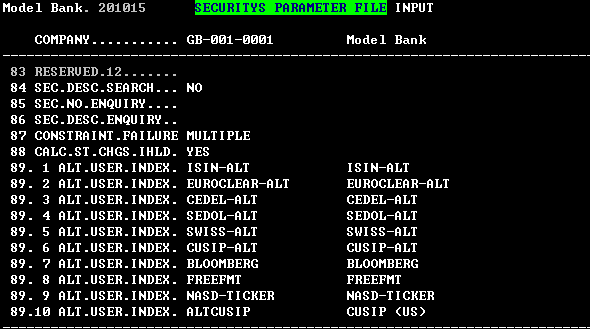 Model Bank. 201015 SECURITYS PARAMETER FILE INPUT
COMPANY........... GB-001-0001 Model Bank
83 RESERVED.12.......
84 SEC.DESC.SEARCH... NO
85 SEC.NO.ENQUIRY....
86 SEC.DESC.ENQUIRY..
87 CONSTRAINT.FAILURE MULTIPLE
88 CALC.ST.CHGS.IHLD. YES
89. 1 ALT.USER.INDEX. ISIN-ALT ISIN-ALT
89. 2 ALT.USER.INDEX. EUROCLEAR-ALT EUROCLEAR-ALT
89. 3 ALT.USER.INDEX. CEDEL-ALT CEDEL-ALT
89. 4 ALT.USER.INDEX. SEDOL-ALT SEDOL-ALT
89. 5 ALT.USER.INDEX. SWISS-ALT SWISS-ALT
89. 6 ALT.USER.INDEX. CUSIP-ALT CUSIP-ALT
89. 7 ALT.USER.INDEX. BLOOMBERG BLOOMBERG
89. 8 ALT.USER.INDEX. FREEFMT FREEFMT
89. 9 ALT.USER.INDEX. NASD-TICKER NASD-TICKER
89.10 ALT.USER.INDEX. ALTCUSIP CUSIP (US)